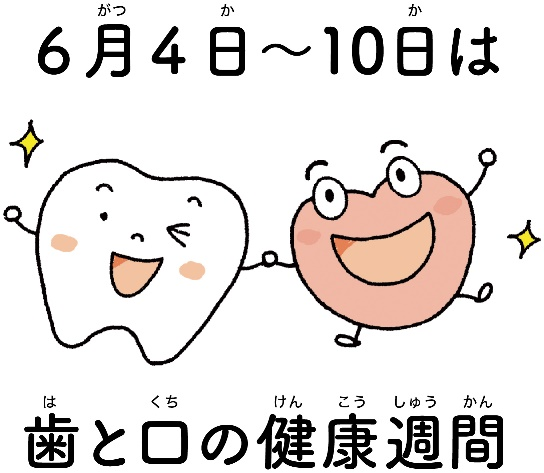 がつ か か
6月4日～10日は
は くち けん こう しゅう かん
歯と口の健康週間